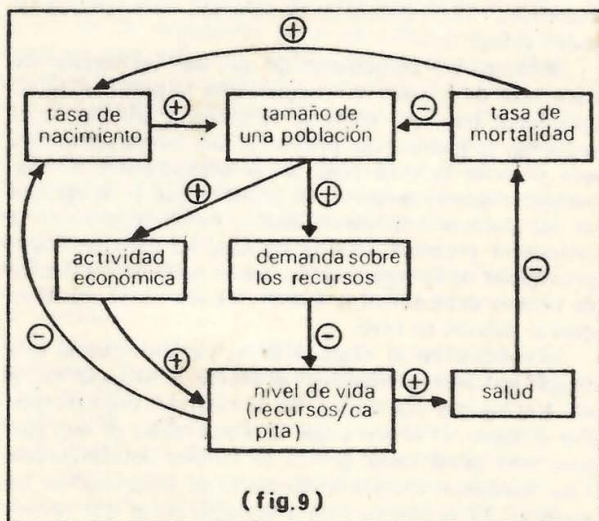 +
tasa de
nacimiento
+
tamaño de
una población
−
tasa de
mortalidad
+
+
actividad
económica
demanda sobre
los recursos
−
−
+
−
nivel de vida
(recursos/ca
pita)
+
salud
(fig.9)